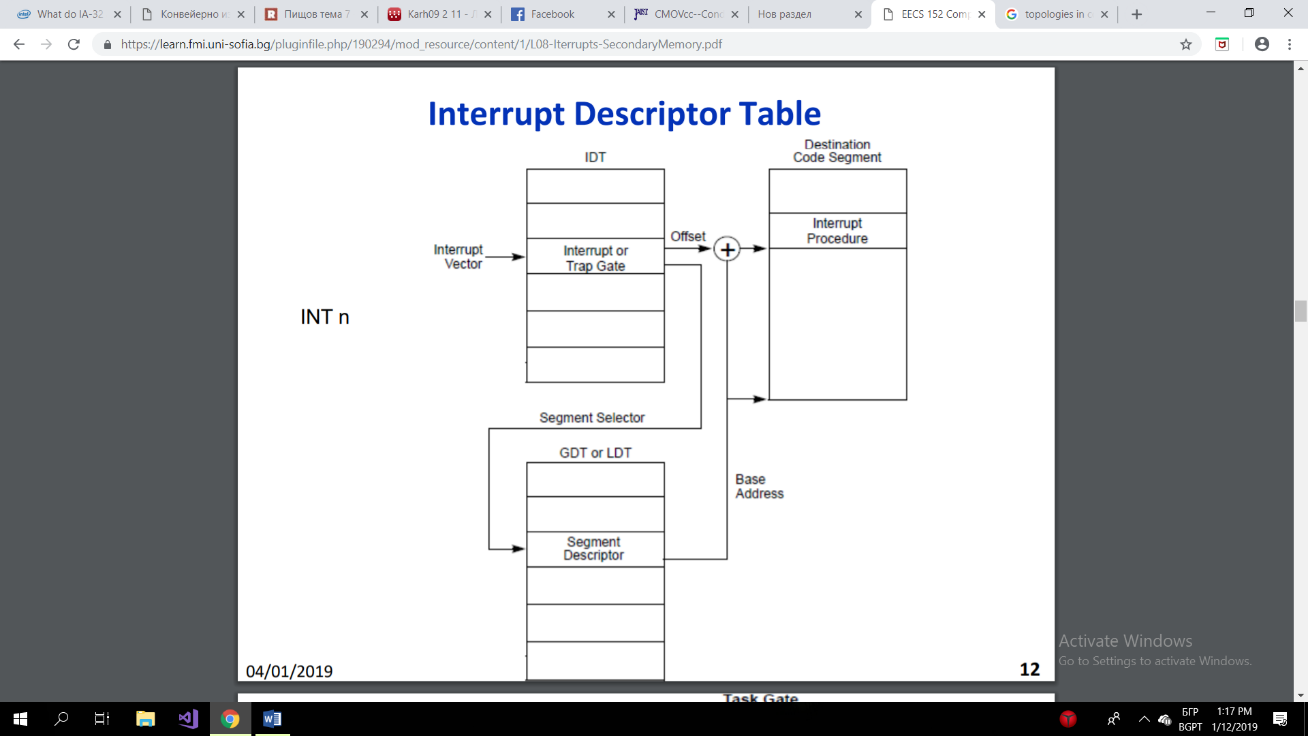 What do IA-32
Конвейерно и
Пищов тема 7
Karh09 2 11 - Л
Facebook
CMOVcc--Con
Нов раздел
EECS 152 Com
topologies in c
https://learn.fmi.uni-sofia.bg/pluginfile.php/190294/mod_resource/content/1/L08-Iterrupts-SecondaryMemory.pdf
Interrupt Descriptor Table
IDT
Destination
Code Segment
Interrupt
Vector
Interrupt or
Trap Gate
Offset
+
Interrupt
Procedure
INT n
Segment Selector
GDT or LDT
Base
Address
Segment
Descriptor
04/01/2019
12
Activate Windows
Go to Settings to activate Windows.
Task Gate
БГР
BGPT
1:17 PM
1/12/2019